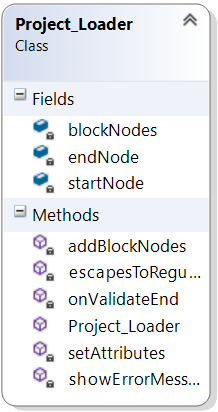 Project_Loader
Class
Fields
blockNodes
endNode
startNode
Methods
addBlockNodes
escapesToRegu...
onValidateEnd
Project_Loader
setAttributes
showErrorMess...